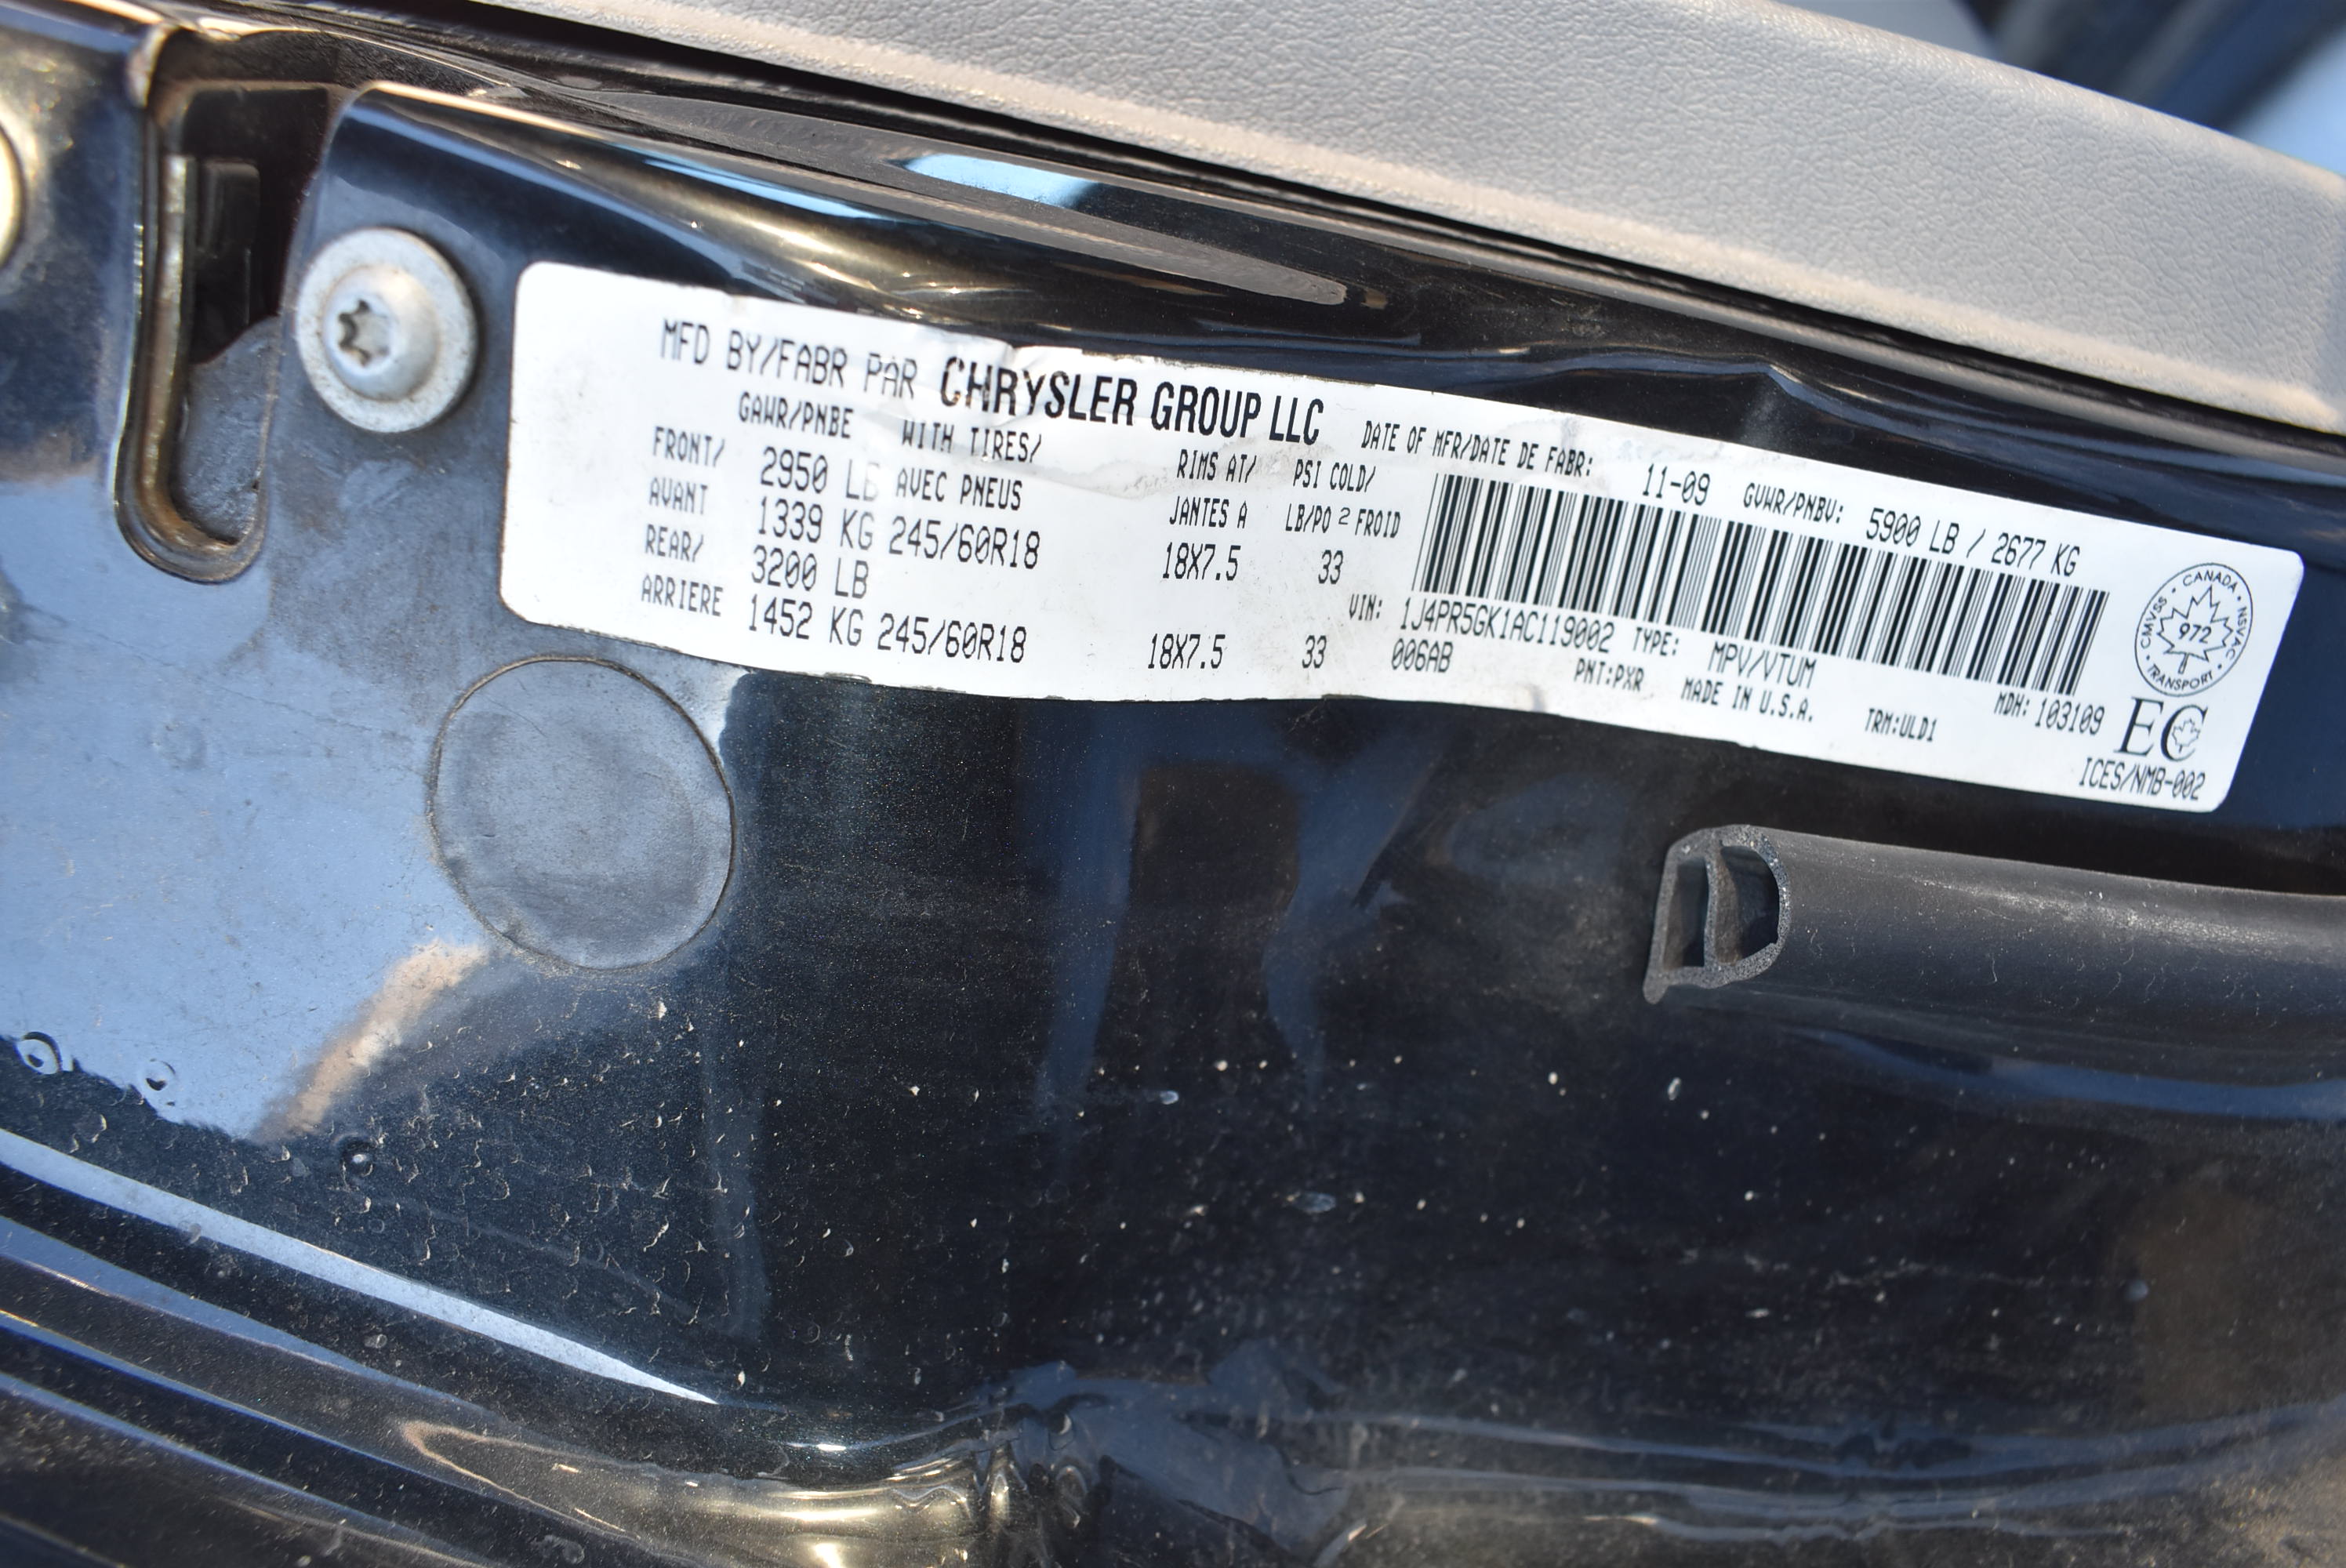 MFD BY/FABR PAR CHRYSLER GROUP LLC DATE OF MFR/DATE DE FABR: 11-09 GVWR/PNBV: 5900 LB / 2677 KG
GAWR/PNBE WITH TIRES/ RIMS AT/ PSI COLD/
FRONT/ 2950 LB AVEC PNEUS JANTES A LB/PO 2 FROID
AVANT 1339 KG 245/60R18 18X7.5 33
REAR/ 3200 LB
ARRIERE 1452 KG 245/60R18 18X7.5 33
VIN: 1J4PR5GK1AC119002 TYPE: MPV/VTUM MDH: 103109
006AB PNT:PXR MADE IN U.S.A. TRM:ULD1
CANADA
CMVSS NSVAC
972
TRANSPORT
EC
ICES/NMB-002